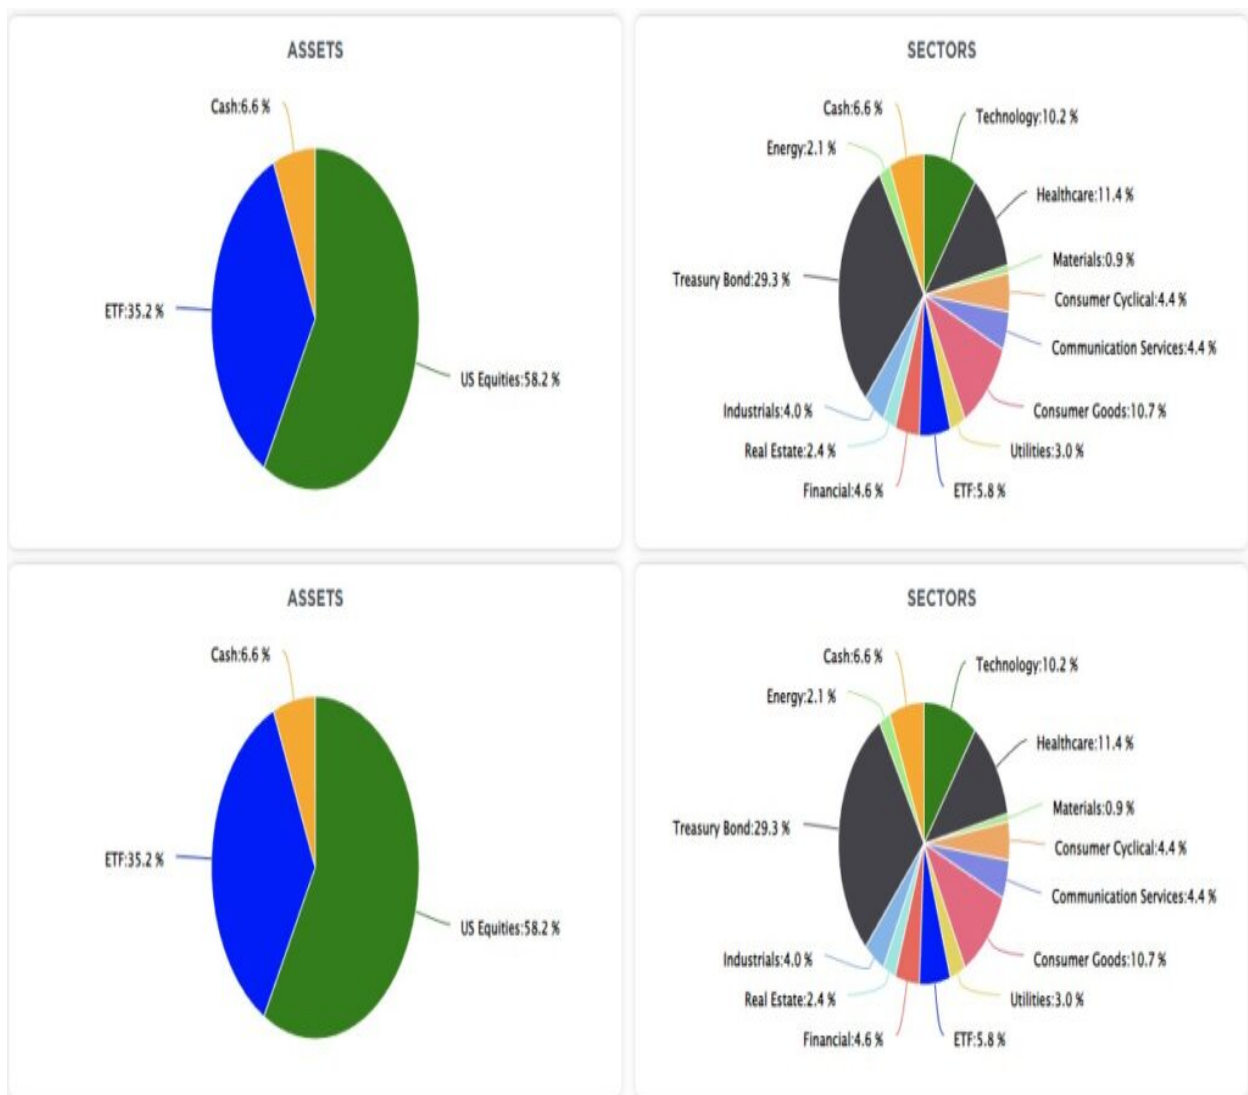 ASSETS
Cash:6.6 %
ETF:35.2 %
US Equities:58.2 %
SECTORS
Cash:6.6 %
Technology:10.2 %
Energy:2.1 %
Healthcare:11.4 %
Materials:0.9 %
Treasury Bond:29.3 %
Consumer Cyclical:4.4 %
Communication Services:4.4 %
Industrials:4.0 %
Consumer Goods:10.7 %
Real Estate:2.4 %
Utilities:3.0 %
Financial:4.6 %
ETF:5.8 %
ASSETS
Cash:6.6 %
ETF:35.2 %
US Equities:58.2 %
SECTORS
Cash:6.6 %
Technology:10.2 %
Energy:2.1 %
Healthcare:11.4 %
Materials:0.9 %
Treasury Bond:29.3 %
Consumer Cyclical:4.4 %
Communication Services:4.4 %
Industrials:4.0 %
Consumer Goods:10.7 %
Real Estate:2.4 %
Utilities:3.0 %
Financial:4.6 %
ETF:5.8 %